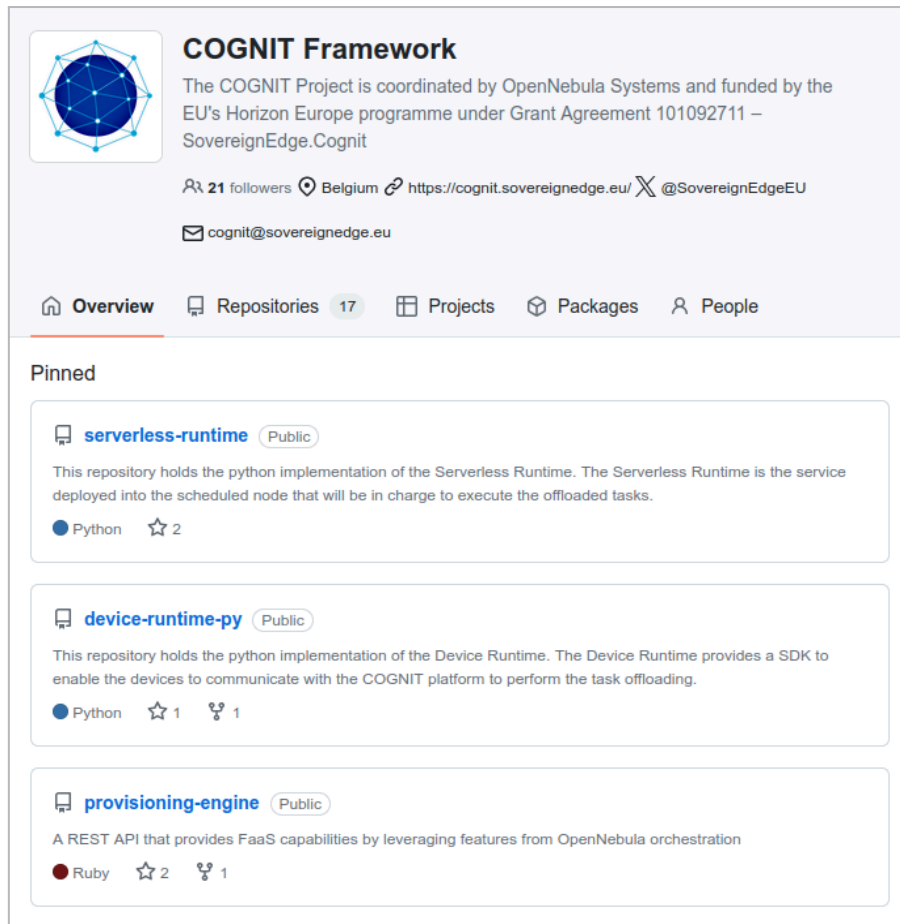 COGNIT Framework
The COGNIT Project is coordinated by OpenNebula Systems and funded by the
EU's Horizon Europe programme under Grant Agreement 101092711 –
SovereignEdge.Cognit
21 followers Belgium https://cognit.sovereignedge.eu/ @SovereignEdgeEU
cognit@sovereignedge.eu
Overview Repositories 17 Projects Packages People
Pinned
serverless-runtime Public
This repository holds the python implementation of the Serverless Runtime. The Serverless Runtime is the service
deployed into the scheduled node that will be in charge to execute the offloaded tasks.
Python 2
device-runtime-py Public
This repository holds the python implementation of the Device Runtime. The Device Runtime provides a SDK to
enable the devices to communicate with the COGNIT platform to perform the task offloading.
Python 1 1
provisioning-engine Public
A REST API that provides FaaS capabilities by leveraging features from OpenNebula orchestration
Ruby 2 1